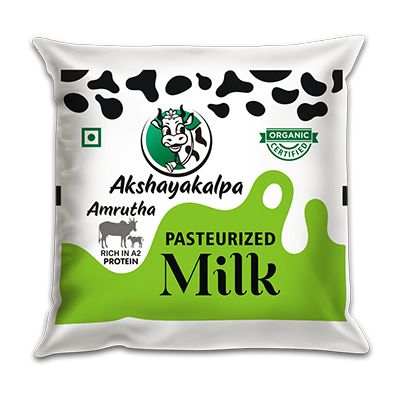 ORGANIC
CERTIFIED
Akshayakalpa
Amrutha
RICH IN A2
PROTEIN
PASTEURIZED
Milk